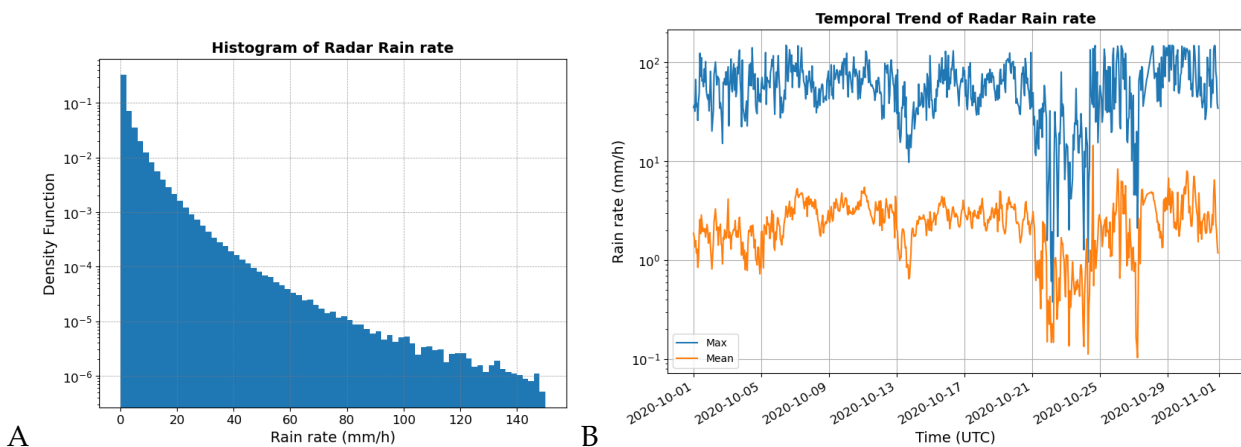 Histogram of Radar Rain rate
Density Function
10⁻¹
10⁻²
10⁻³
10⁻⁴
10⁻⁵
10⁻⁶
0 20 40 60 80 100 120 140
Rain rate (mm/h)
A
Temporal Trend of Radar Rain rate
Rain rate (mm/h)
10²
10¹
10⁰
10⁻¹
Max
Mean
2020-10-01 2020-10-05 2020-10-09 2020-10-13 2020-10-17 2020-10-21 2020-10-25 2020-10-29 2020-11-01
Time (UTC)
B